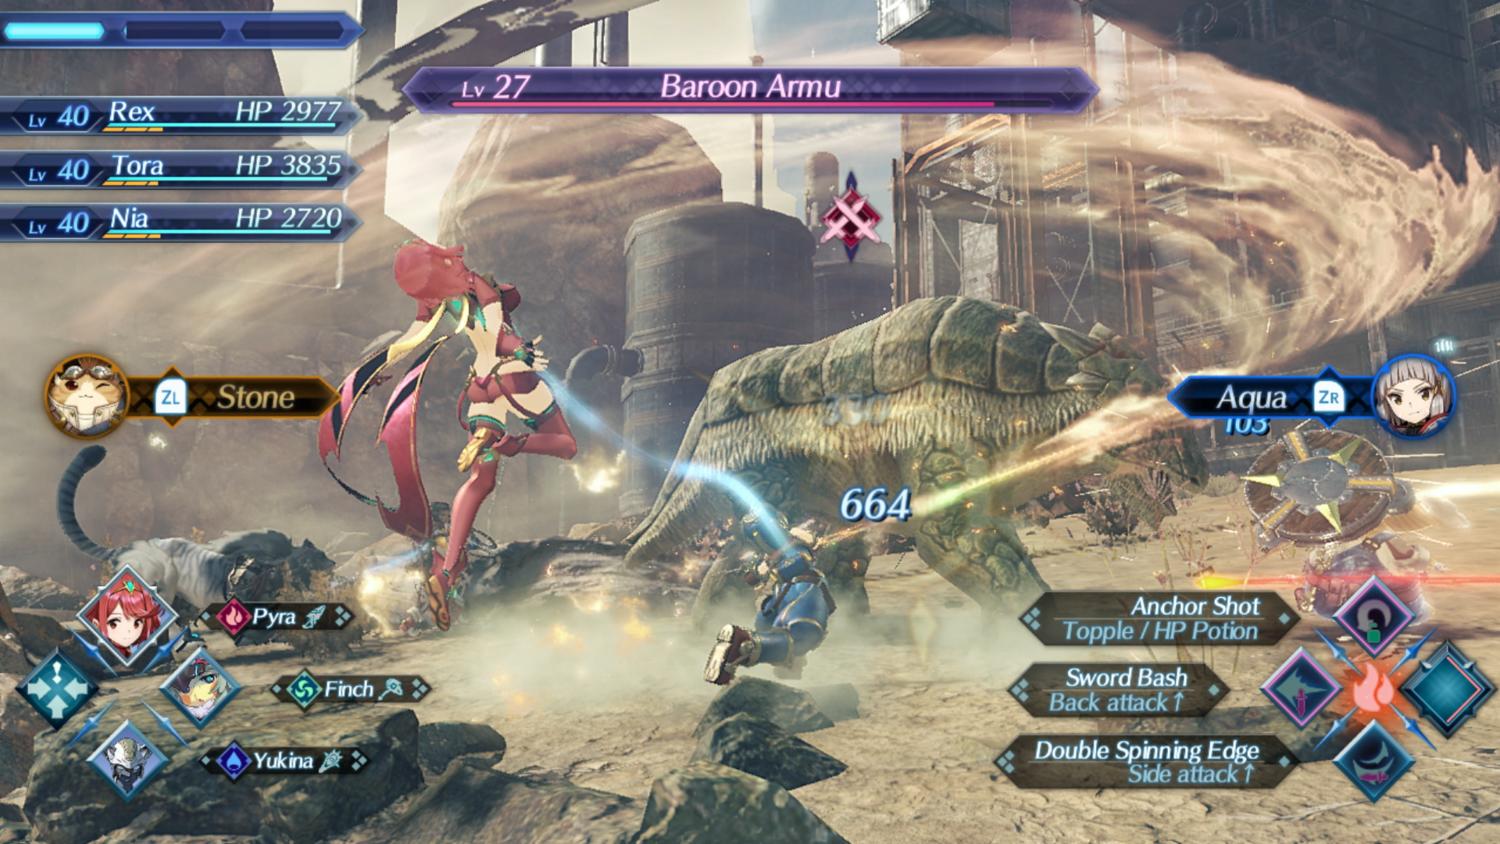 Lv 27 Baroon Armu
Lv 40 Rex HP 2977
Lv 40 Tora HP 3835
Lv 40 Nia HP 2720
ZL Stone
Aqua ZR
103
664
Pyra
Finch
Yukina
Anchor Shot
Topple / HP Potion
Sword Bash
Back attack↑
Double Spinning Edge
Side attack↑